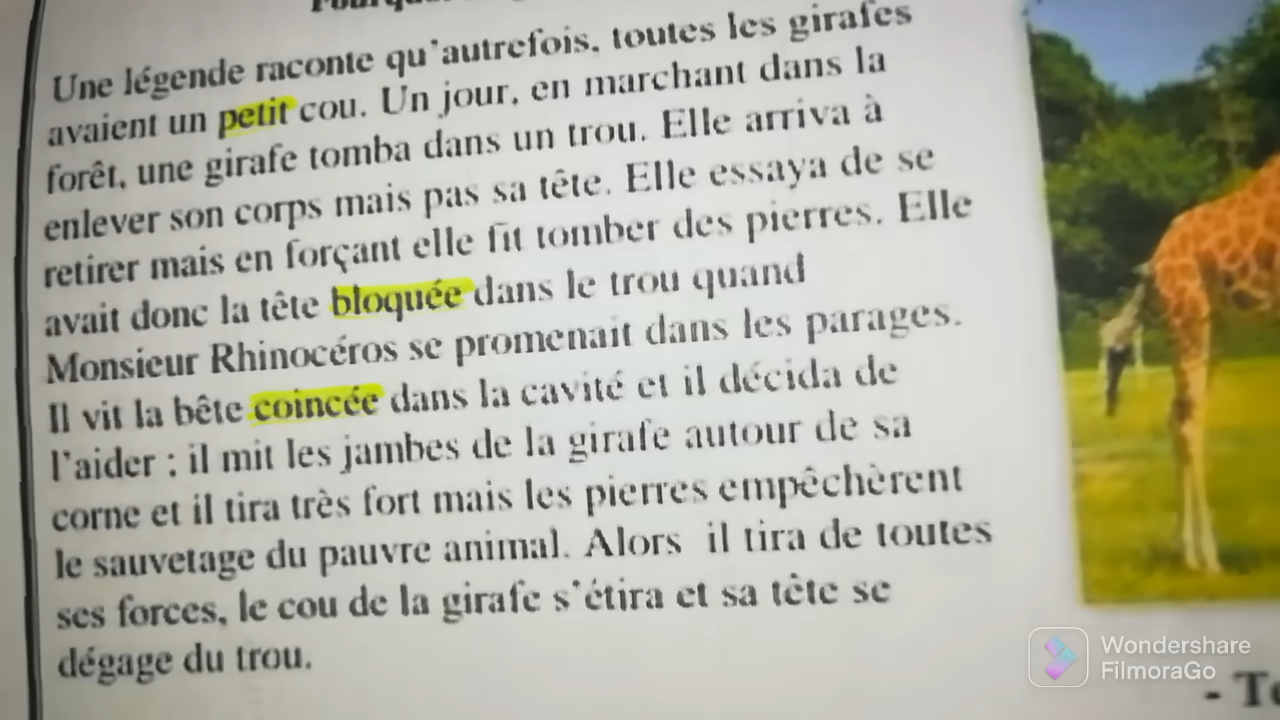 Une légende raconte qu'autrefois, toutes les girafes
avaient un petit cou. Un jour, en marchant dans la
forêt, une girafe tomba dans un trou. Elle arriva à
enlever son corps mais pas sa tête. Elle essaya de se
retirer mais en forçant elle fit tomber des pierres. Elle
avait donc la tête bloquée dans le trou quand
Monsieur Rhinocéros se promenait dans les parages.
Il vit la bête coincée dans la cavité et il décida de
l'aider : il mit les jambes de la girafe autour de sa
corne et il tira très fort mais les pierres empêchèrent
le sauvetage du pauvre animal. Alors il tira de toutes
ses forces, le cou de la girafe s'étira et sa tête se
dégage du trou.
Wondershare
FilmoraGo